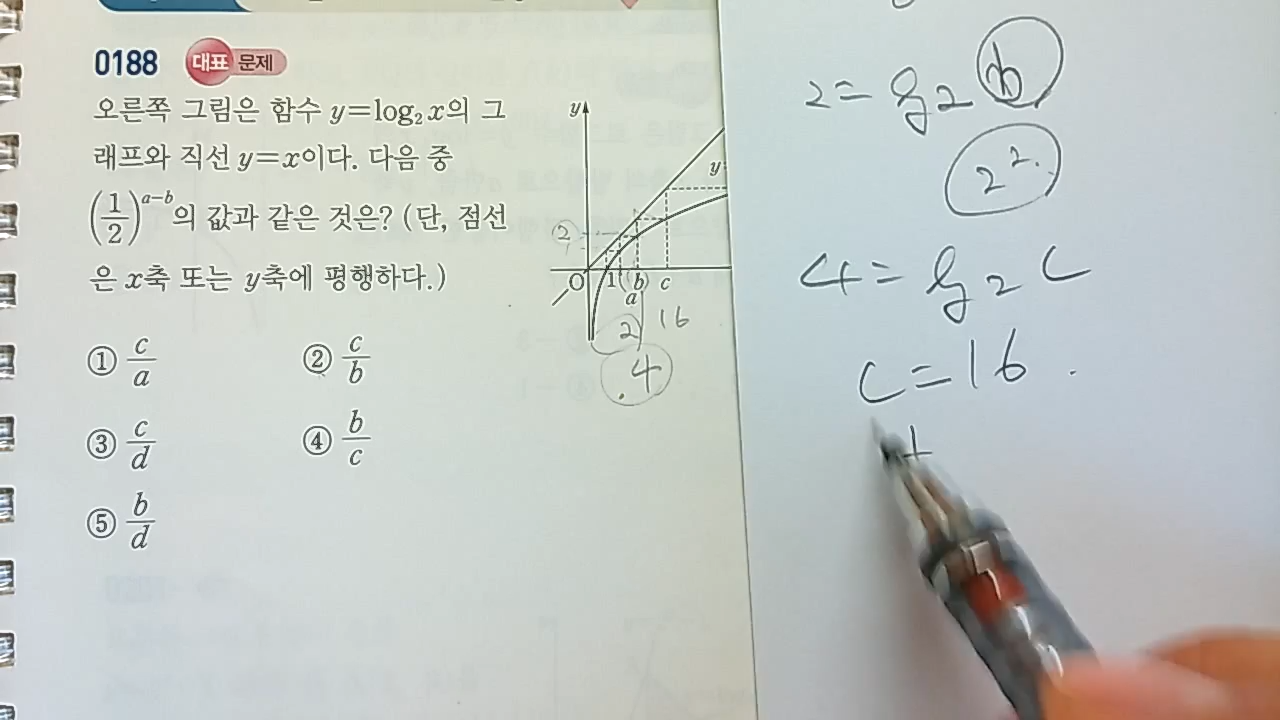 0188 대표 문제
오른쪽 그림은 함수 y=log₂x의 그
래프와 직선 y=x이다. 다음 중
(1/2)^(a-b)의 값과 같은 것은? (단, 점선
은 x축 또는 y축에 평행하다.)
① c/a ② c/b
③ c/d ④ b/c
⑤ b/d
y
y
2
O 1 b c
a
2 16
4
2= log₂ b
2².
4= log₂ c
c=16.